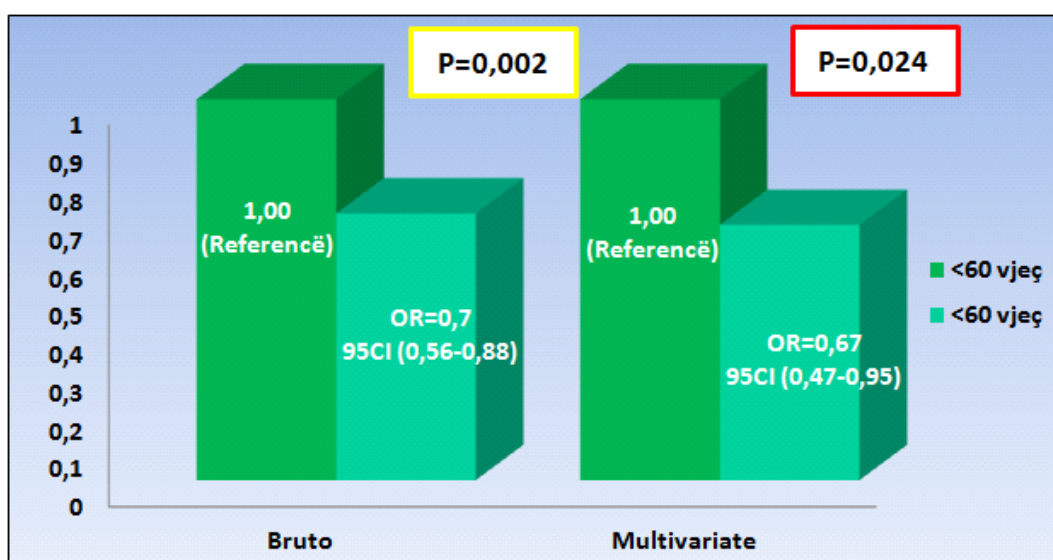 P=0,002
P=0,024
1
0,9
0,8
0,7
0,6
0,5
0,4
0,3
0,2
0,1
0
1,00
(Referencë)
OR=0,7
95CI (0,56-0,88)
1,00
(Referencë)
OR=0,67
95CI (0,47-0,95)
<60 vjeç
<60 vjeç
Bruto
Multivariate